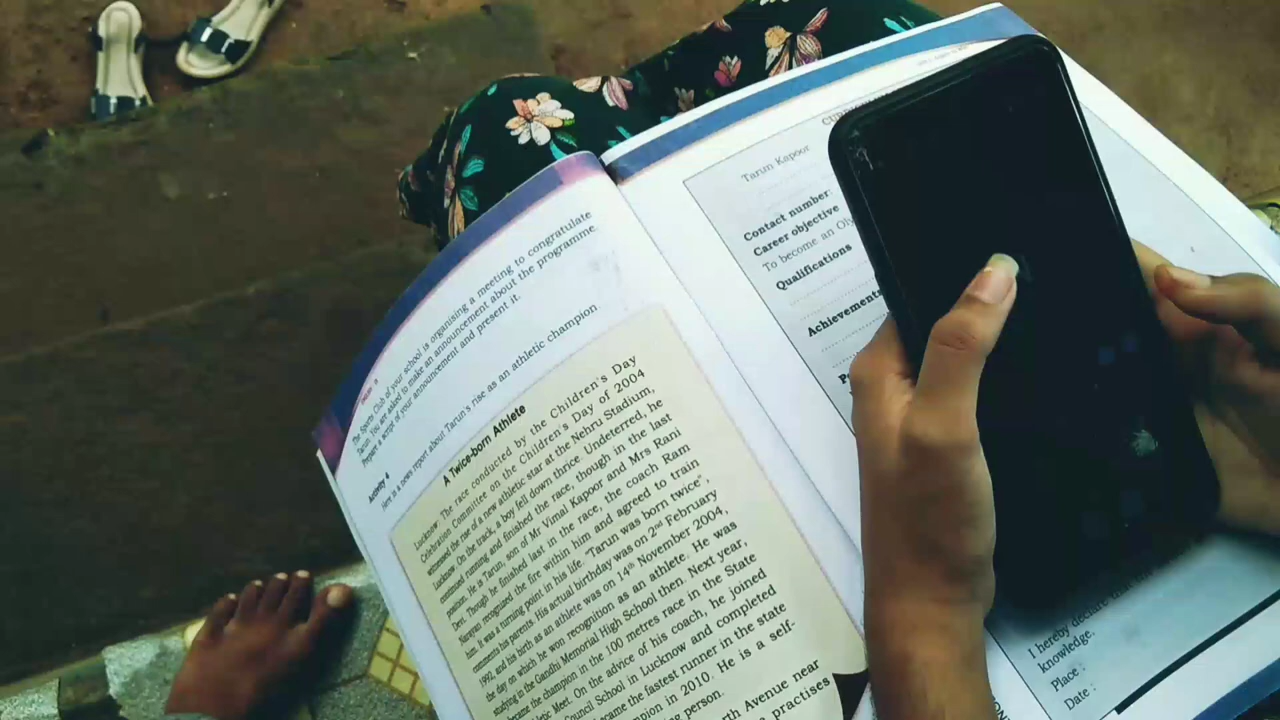 The Sports Club of your school is organising a meeting to congratulate
Tarun. You are asked to make an announcement about the programme.
Prepare a script of your announcement and present it.
Activity 4
Here is a news report about Tarun's rise as an athletic champion.
A Twice-born Athlete
Lucknow: The race conducted by the Children's Day
Celebration Committee on the Children's Day of 2004
witnessed the rise of a new athletic star at the Nehru Stadium,
Lucknow. On the track, a boy fell down thrice. Undeterred, he
continued running and finished the race, though in the last
position. He is Tarun, son of Mr Vimal Kapoor and Mrs Rani
Devi. Though he finished last in the race, the coach Ram
Narayan recognized the fire within him and agreed to train
him. It was a turning point in his life. 'Tarun was born twice",
comments his parents. His actual birthday was on 2nd February
1992, and his birth as an athlete was on 14th November 2004,
the day on which he won recognition as an athlete. He was
studying in the Gandhi Memorial High School then. Next year,
became the champion in the 100 metres race in the State
Athletic Meet. On the advice of his coach, he joined
Council School in Lucknow and completed
became the fastest runner in the state
champion in 2010. He is a self-
person.
Avenue near
practises
Tarun Kapoor
Contact number:
Career objective
To become an
Qualifications
Achievements
I hereby declare
knowledge.
Place :
Date :